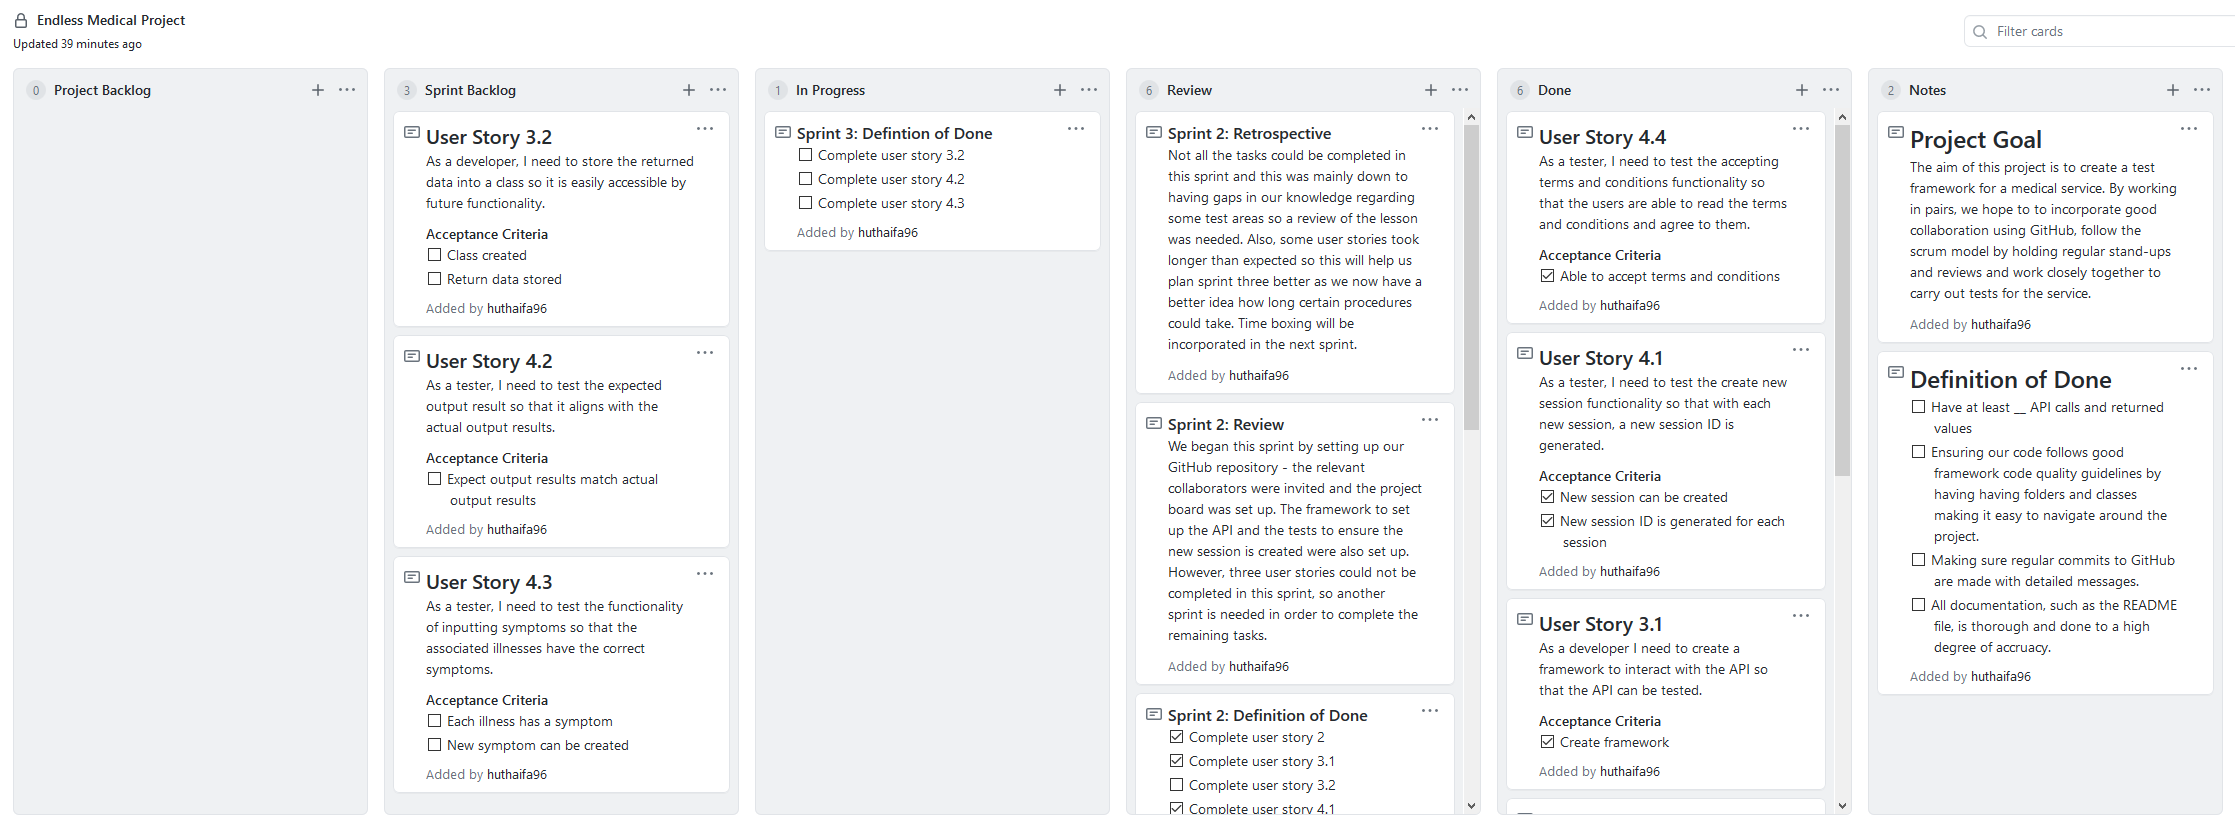 Endless Medical Project
Updated 39 minutes ago
Filter cards
0 Project Backlog
3 Sprint Backlog
User Story 3.2
As a developer, I need to store the returned
data into a class so it is easily accessible by
future functionality.
Acceptance Criteria
Class created
Return data stored
Added by huthaifa96
User Story 4.2
As a tester, I need to test the expected
output result so that it aligns with the
actual output results.
Acceptance Criteria
Expect output results match actual
output results
Added by huthaifa96
User Story 4.3
As a tester, I need to test the functionality
of inputting symptoms so that the
associated illnesses have the correct
symptoms.
Acceptance Criteria
Each illness has a symptom
New symptom can be created
Added by huthaifa96
1 In Progress
Sprint 3: Defintion of Done
Complete user story 3.2
Complete user story 4.2
Complete user story 4.3
Added by huthaifa96
6 Review
Sprint 2: Retrospective
Not all the tasks could be completed in
this sprint and this was mainly down to
having gaps in our knowledge regarding
some test areas so a review of the lesson
was needed. Also, some user stories took
longer than expected so this will help us
plan sprint three better as we now have a
better idea how long certain procedures
could take. Time boxing will be
incorporated in the next sprint.
Added by huthaifa96
Sprint 2: Review
We began this sprint by setting up our
GitHub repository - the relevant
collaborators were invited and the project
board was set up. The framework to set
up the API and the tests to ensure the
new session is created were also set up.
However, three user stories could not be
completed in this sprint, so another
sprint is needed in order to complete the
remaining tasks.
Added by huthaifa96
Sprint 2: Definition of Done
Complete user story 2
Complete user story 3.1
Complete user story 3.2
Complete user story 4.1
6 Done
User Story 4.4
As a tester, I need to test the accepting
terms and conditions functionality so
that the users are able to read the terms
and conditions and agree to them.
Acceptance Criteria
Able to accept terms and conditions
Added by huthaifa96
User Story 4.1
As a tester, I need to test the create new
session functionality so that with each
new session, a new session ID is
generated.
Acceptance Criteria
New session can be created
New session ID is generated for each
session
Added by huthaifa96
User Story 3.1
As a developer I need to create a
framework to interact with the API so
that the API can be tested.
Acceptance Criteria
Create framework
Added by huthaifa96
2 Notes
Project Goal
The aim of this project is to create a test
framework for a medical service. By working
in pairs, we hope to to incorporate good
collaboration using GitHub, follow the
scrum model by holding regular stand-ups
and reviews and work closely together to
carry out tests for the service.
Added by huthaifa96
Definition of Done
Have at least __ API calls and returned
values
Ensuring our code follows good
framework code quality guidelines by
having having folders and classes
making it easy to navigate around the
project.
Making sure regular commits to GitHub
are made with detailed messages.
All documentation, such as the README
file, is thorough and done to a high
degree of accruacy.
Added by huthaifa96